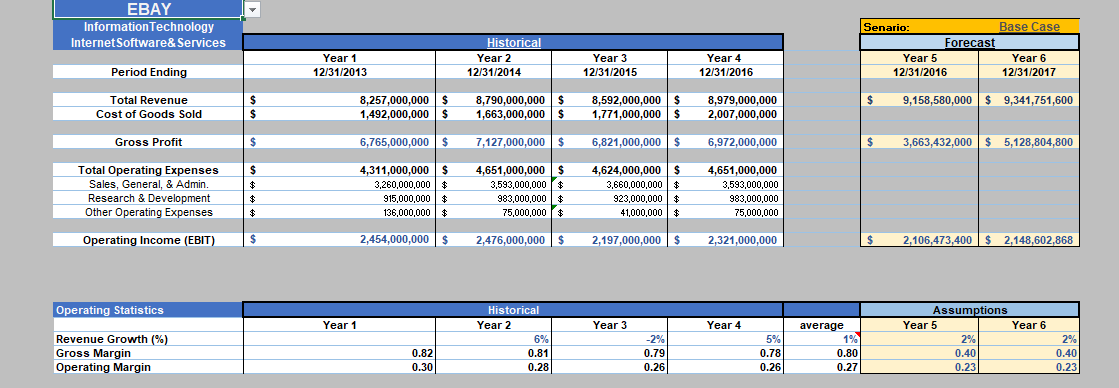 EBAY
InformationTechnology
Senario: Base Case
InternetSoftware&Services Historical Forecast
Year 1 Year 2 Year 3 Year 4 Year 5 Year 6
Period Ending 12/31/2013 12/31/2014 12/31/2015 12/31/2016 12/31/2016 12/31/2017
Total Revenue $ 8,257,000,000 $ 8,790,000,000 $ 8,592,000,000 $ 8,979,000,000 $ 9,158,580,000 $ 9,341,751,600
Cost of Goods Sold $ 1,492,000,000 $ 1,663,000,000 $ 1,771,000,000 $ 2,007,000,000
Gross Profit $ 6,765,000,000 $ 7,127,000,000 $ 6,821,000,000 $ 6,972,000,000 $ 3,663,432,000 $ 5,128,804,800
Total Operating Expenses $ 4,311,000,000 $ 4,651,000,000 $ 4,624,000,000 $ 4,651,000,000
Sales, General, & Admin. $ 3,260,000,000 $ 3,593,000,000 $ 3,660,000,000 $ 3,593,000,000
Research & Development $ 915,000,000 $ 983,000,000 $ 923,000,000 $ 983,000,000
Other Operating Expenses $ 136,000,000 $ 75,000,000 $ 41,000,000 $ 75,000,000
Operating Income (EBIT) $ 2,454,000,000 $ 2,476,000,000 $ 2,197,000,000 $ 2,321,000,000 $ 2,106,473,400 $ 2,148,602,868
Operating Statistics Historical Assumptions
Year 1 Year 2 Year 3 Year 4 average Year 5 Year 6
Revenue Growth (%) 6% -2% 5% 1% 2% 2%
Gross Margin 0.82 0.81 0.79 0.78 0.80 0.40 0.40
Operating Margin 0.30 0.28 0.26 0.26 0.27 0.23 0.23